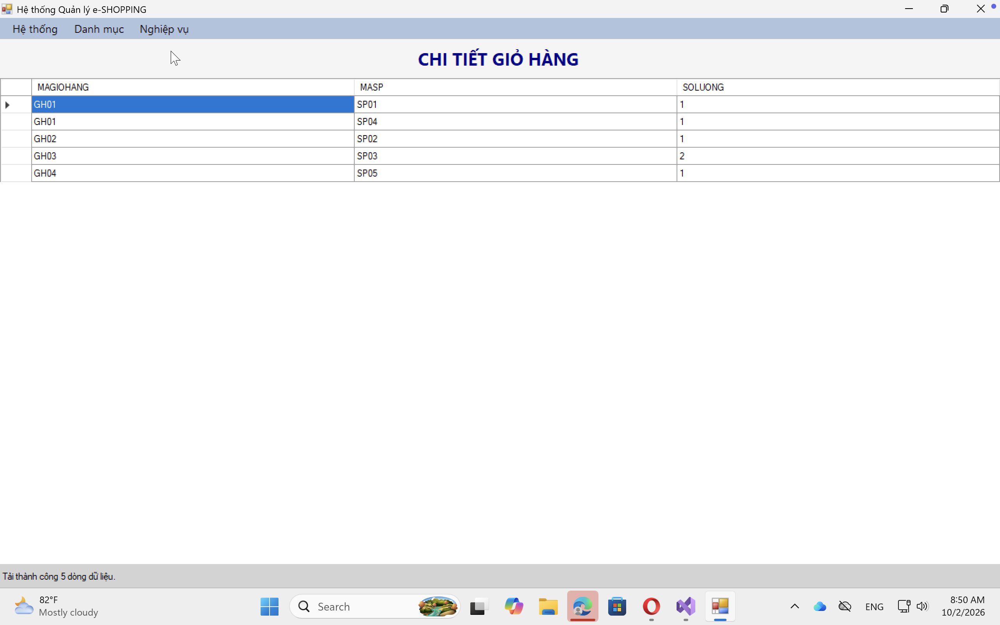 Hệ thống Quản lý e-SHOPPING
Hệ thống Danh mục Nghiệp vụ
CHI TIẾT GIỎ HÀNG
MAGIOHANG MASP SOLUONG
GH01 SP01 1
GH01 SP04 1
GH02 SP02 1
GH03 SP03 2
GH04 SP05 1
Tải thành công 5 dòng dữ liệu.
82°F
Mostly cloudy
Search
ENG
8:50 AM
10/2/2026